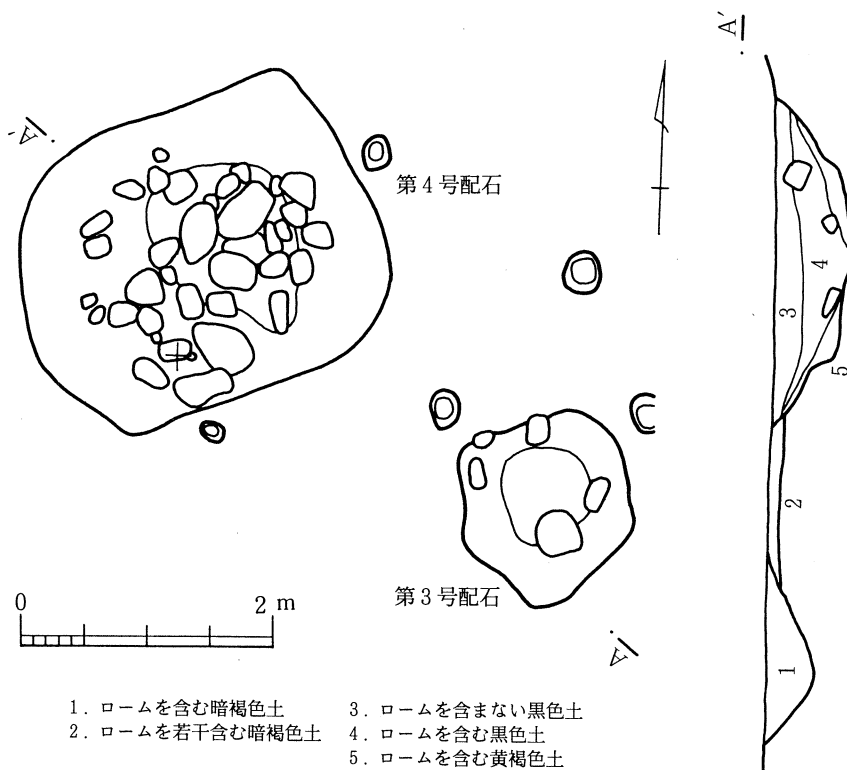 A′
A′
第4号配石
3
4
5
2
第3号配石
0 2 m
A
1
1. ロームを含む暗褐色土
2. ロームを若干含む暗褐色土
3. ロームを含まない黒色土
4. ロームを含む黒色土
5. ロームを含む黄褐色土